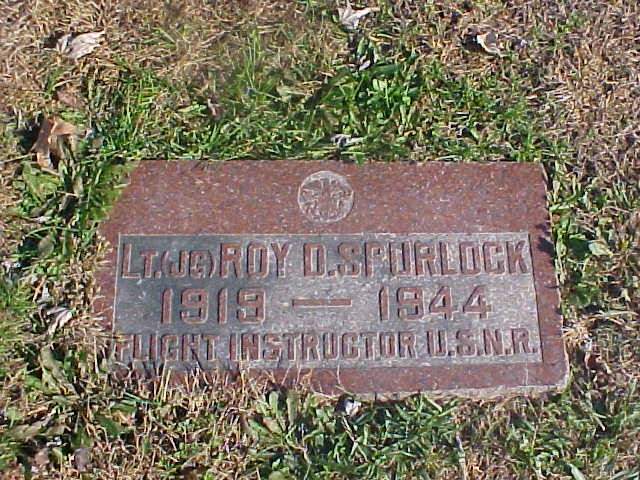 LT.(JG) ROY D. SPURLOCK
1919 — 1944
FLIGHT INSTRUCTOR U.S.N.R.